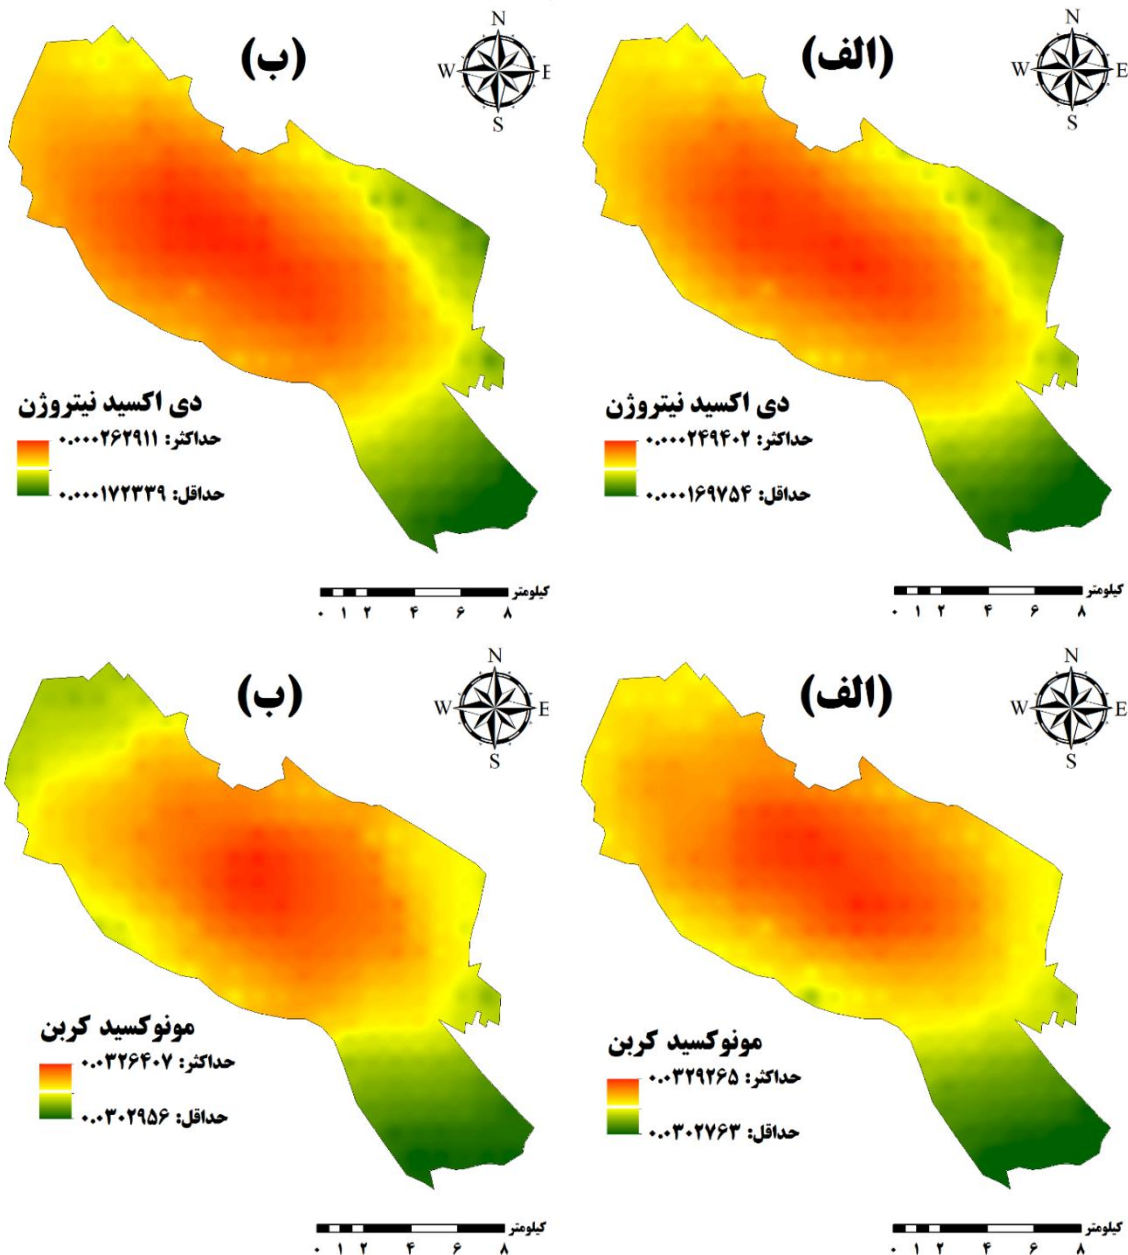 (الف)
N
W E
S
دی اکسید نیتروژن
حداکثر: ۰.۰۰۰۲۴۹۴۰۲
حداقل: ۰.۰۰۰۱۶۹۷۵۴
کیلومتر
۰ ۱ ۲ ۴ ۶ ۸
(ب)
N
W E
S
دی اکسید نیتروژن
حداکثر: ۰.۰۰۰۲۶۲۹۱۱
حداقل: ۰.۰۰۰۱۷۲۳۳۹
کیلومتر
۰ ۱ ۲ ۴ ۶ ۸
(الف)
N
W E
S
مونوکسید کربن
حداکثر: ۰.۰۳۲۹۲۶۵
حداقل: ۰.۰۳۰۲۷۶۳
کیلومتر
۰ ۱ ۲ ۴ ۶ ۸
(ب)
N
W E
S
مونوکسید کربن
حداکثر: ۰.۰۳۲۶۴۰۷
حداقل: ۰.۰۳۰۲۹۵۶
کیلومتر
۰ ۱ ۲ ۴ ۶ ۸